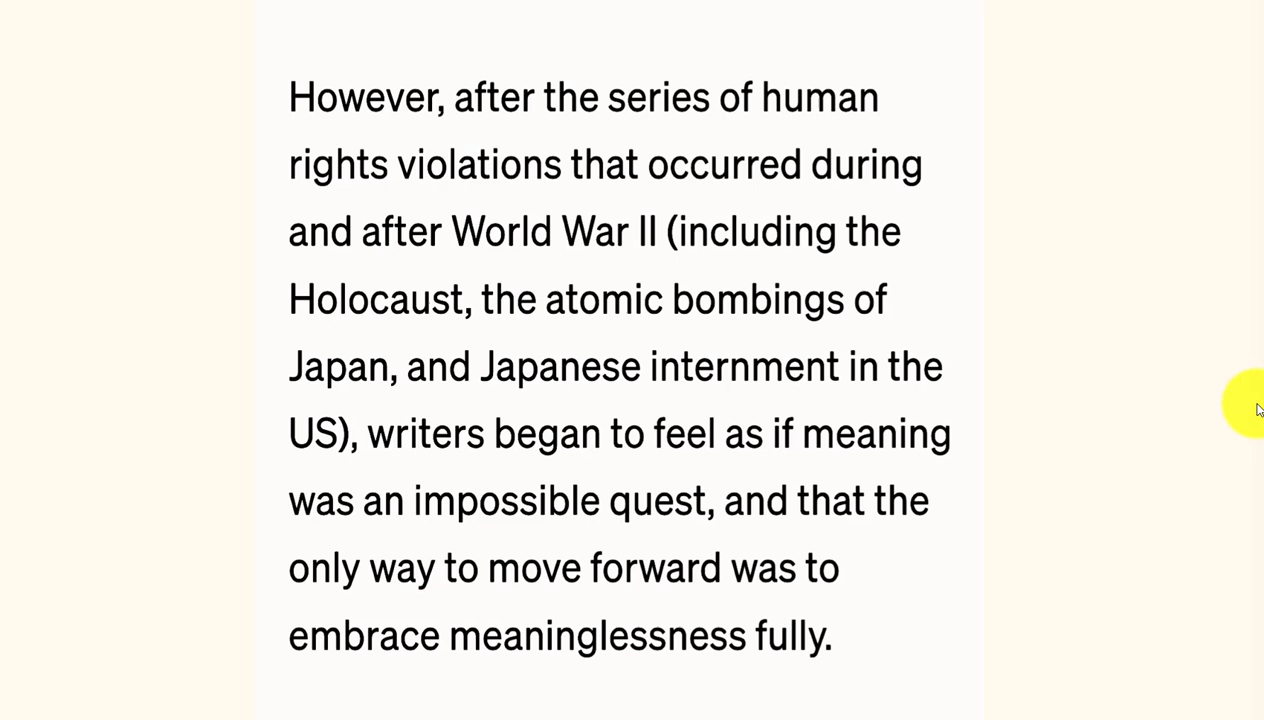 However, after the series of human
rights violations that occurred during
and after World War II (including the
Holocaust, the atomic bombings of
Japan, and Japanese internment in the
US), writers began to feel as if meaning
was an impossible quest, and that the
only way to move forward was to
embrace meaninglessness fully.